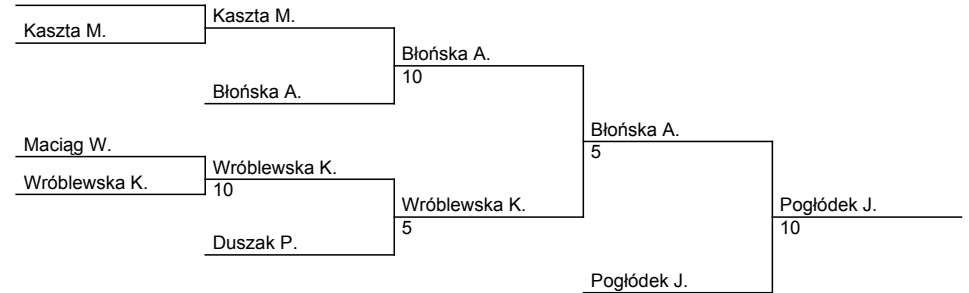 Kaszta M.
Kaszta M.
Błońska A.
10
Błońska A.
Błońska A.
5
Maciąg W.
Wróblewska K.
Wróblewska K.
10
Wróblewska K.
5
Pogłódek J.
10
Duszak P.
Pogłódek J.